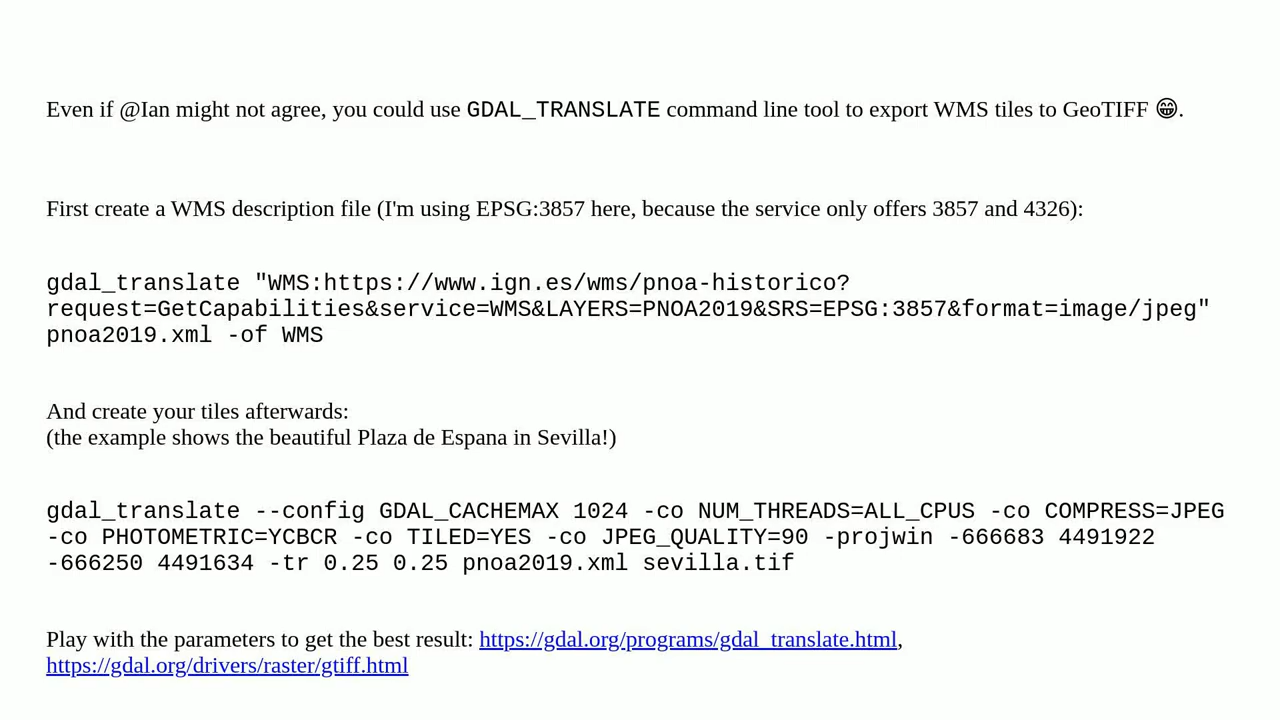 Even if @Ian might not agree, you could use GDAL_TRANSLATE command line tool to export WMS tiles to GeoTIFF 😁.
First create a WMS description file (I'm using EPSG:3857 here, because the service only offers 3857 and 4326):
gdal_translate "WMS:https://www.ign.es/wms/pnoa-historico?
request=GetCapabilities&service=WMS&LAYERS=PNOA2019&SRS=EPSG:3857&format=image/jpeg"
pnoa2019.xml -of WMS
And create your tiles afterwards:
(the example shows the beautiful Plaza de Espana in Sevilla!)
gdal_translate --config GDAL_CACHEMAX 1024 -co NUM_THREADS=ALL_CPUS -co COMPRESS=JPEG
-co PHOTOMETRIC=YCBCR -co TILED=YES -co JPEG_QUALITY=90 -projwin -666683 4491922
-666250 4491634 -tr 0.25 0.25 pnoa2019.xml sevilla.tif
Play with the parameters to get the best result: https://gdal.org/programs/gdal_translate.html,
https://gdal.org/drivers/raster/gtiff.html